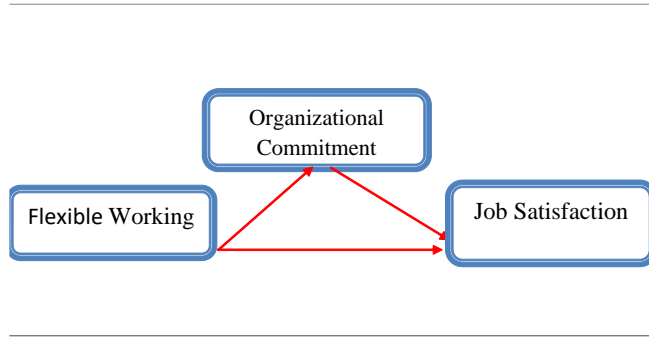 Organizational
Commitment
Flexible Working
Job Satisfaction